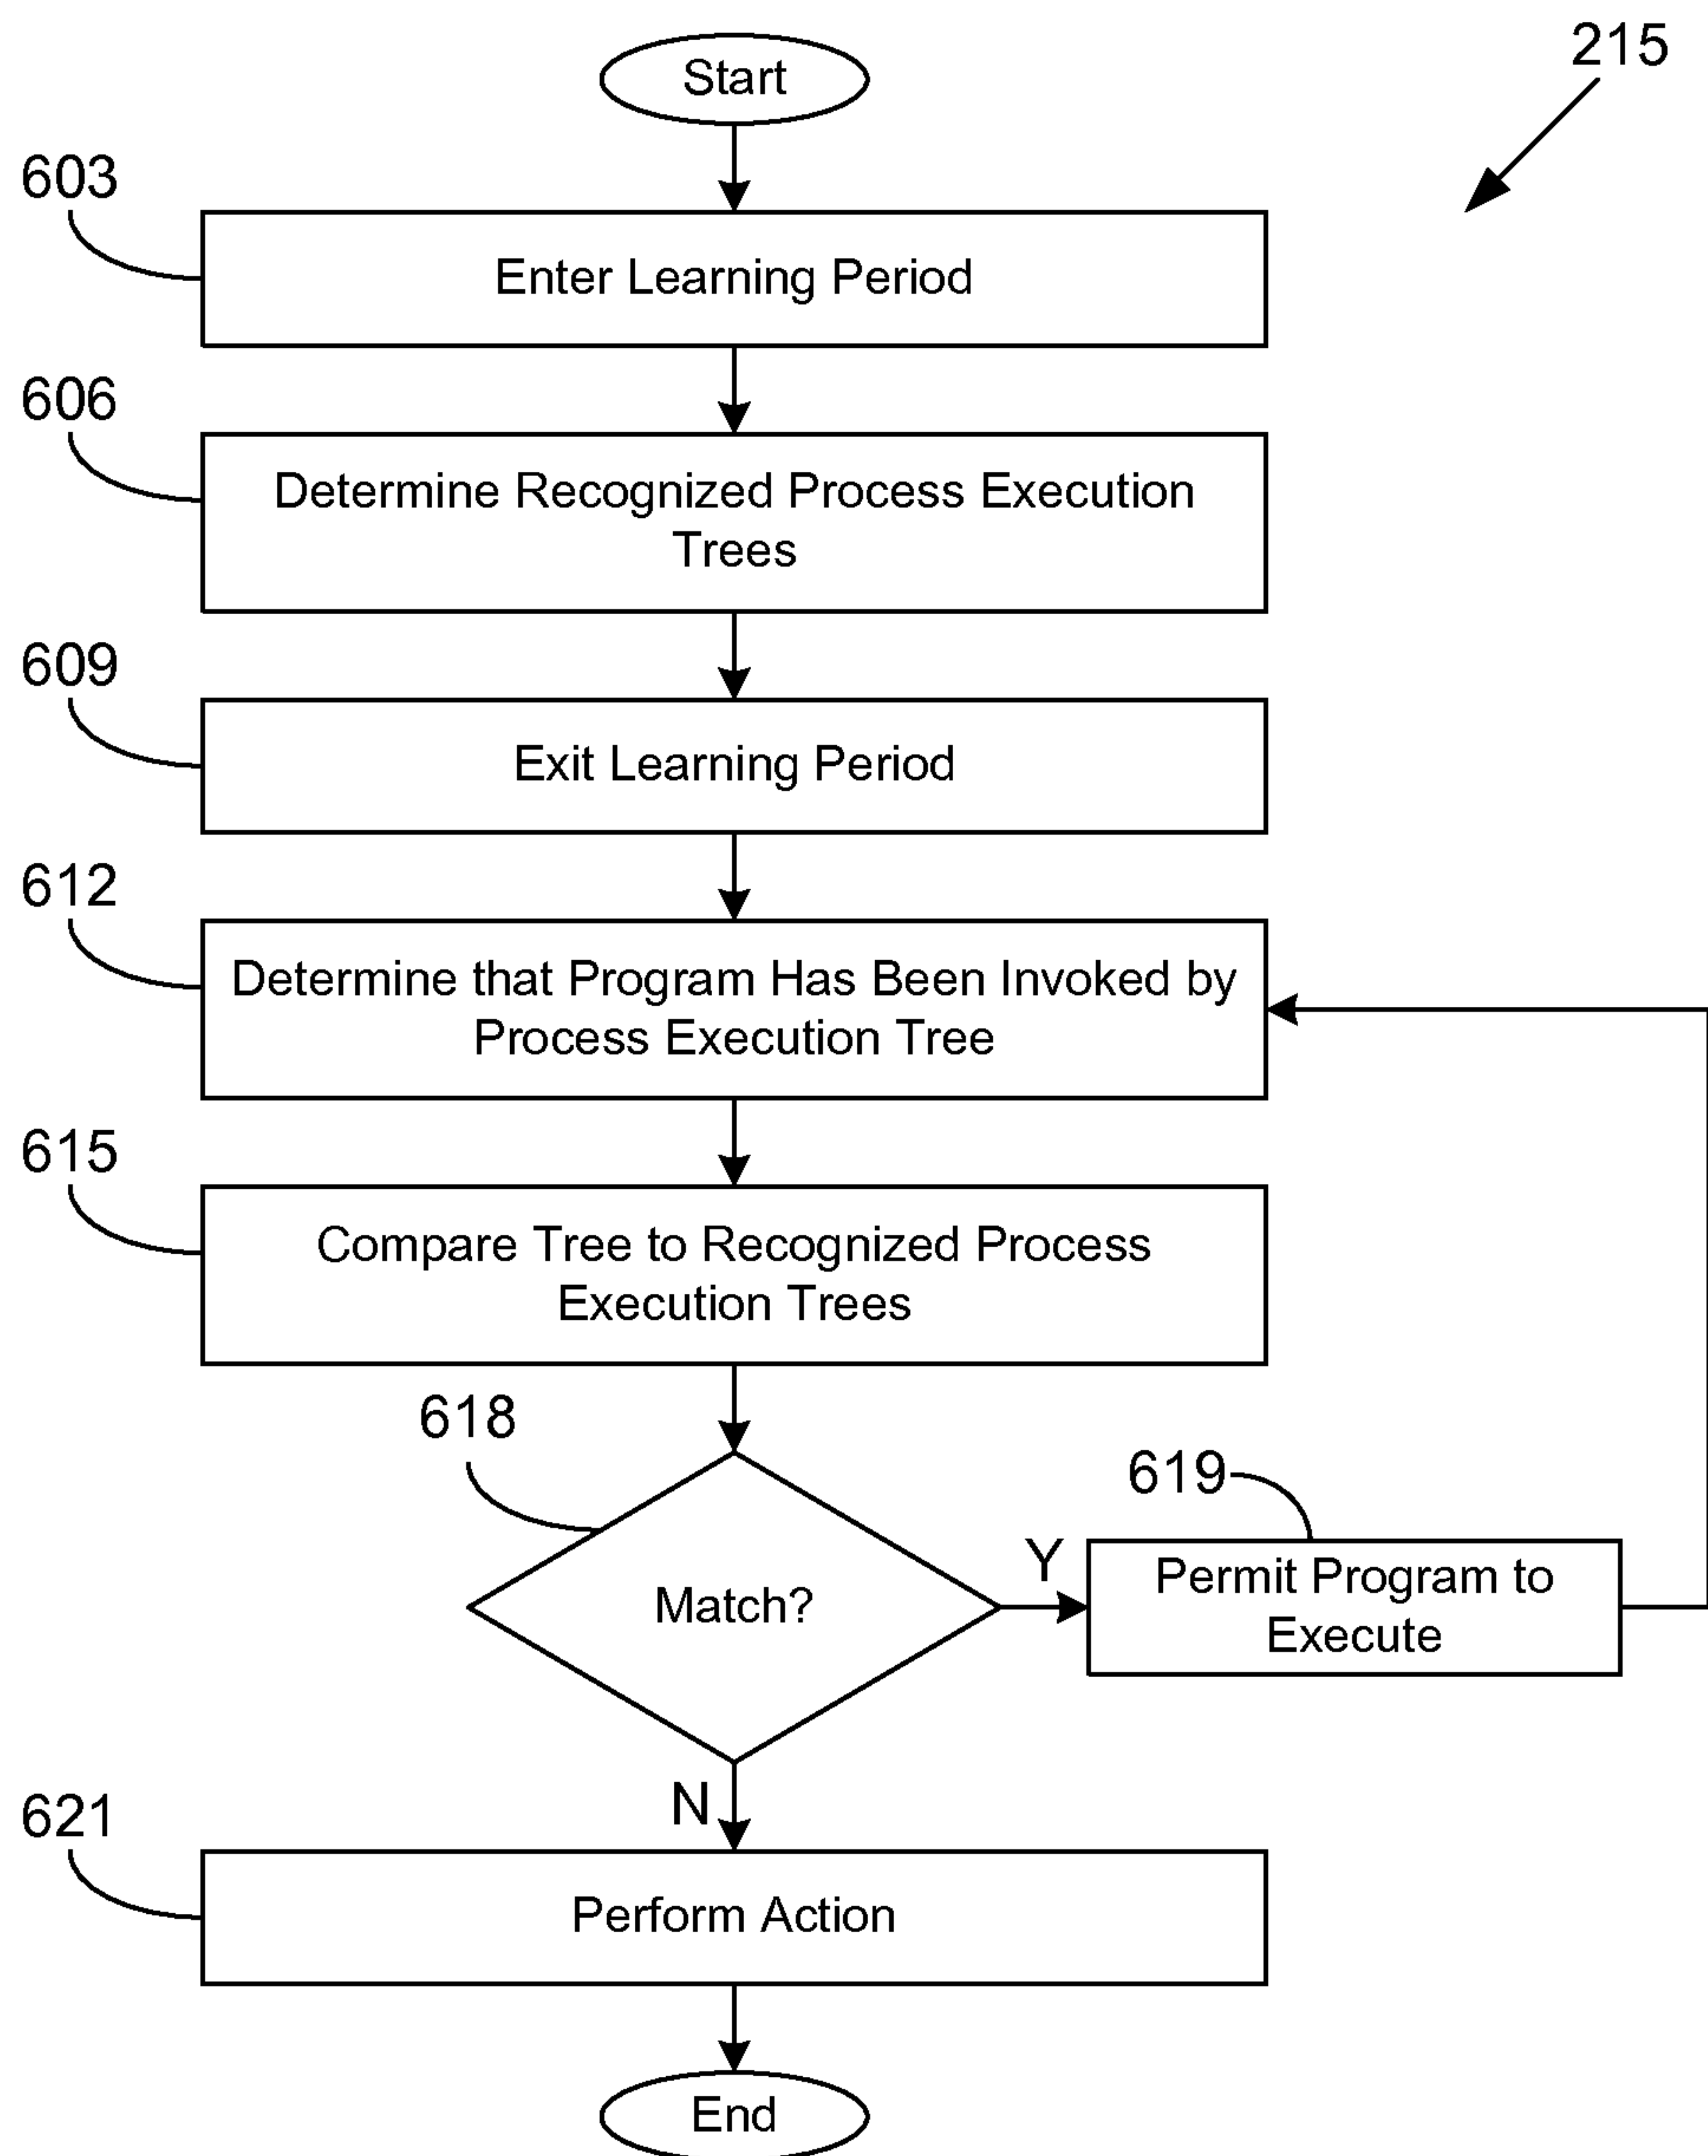 215
Start
603
Enter Learning Period
606
Determine Recognized Process Execution
Trees
609
Exit Learning Period
612
Determine that Program Has Been Invoked by
Process Execution Tree
615
Compare Tree to Recognized Process
Execution Trees
618
Match?
Y
619
Permit Program to
Execute
N
621
Perform Action
End